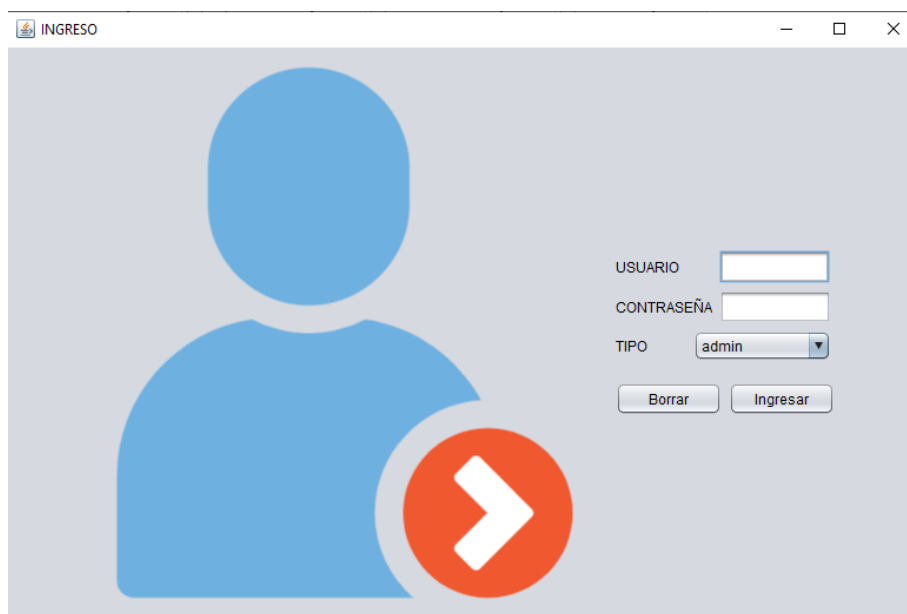 INGRESO
USUARIO
CONTRASEÑA
TIPO admin
Borrar Ingresar